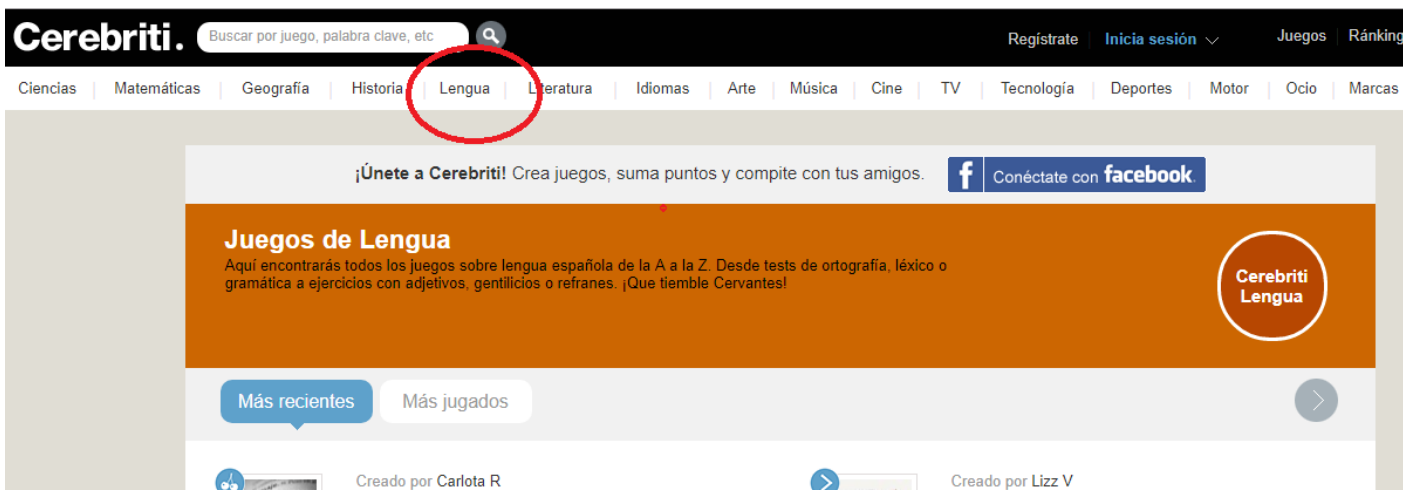 Cerebriti. Buscar por juego, palabra clave, etc Regístrate Inicia sesión Juegos Ránking
Ciencias Matemáticas Geografía Historia Lengua Literatura Idiomas Arte Música Cine TV Tecnología Deportes Motor Ocio Marcas
¡Únete a Cerebriti! Crea juegos, suma puntos y compite con tus amigos. f Conéctate con facebook.
Juegos de Lengua
Aquí encontrarás todos los juegos sobre lengua española de la A a la Z. Desde tests de ortografía, léxico o
gramática a ejercicios con adjetivos, gentilicios o refranes. ¡Que tiemble Cervantes!
Cerebriti
Lengua
Más recientes Más jugados
Creado por Carlota R Creado por Lizz V